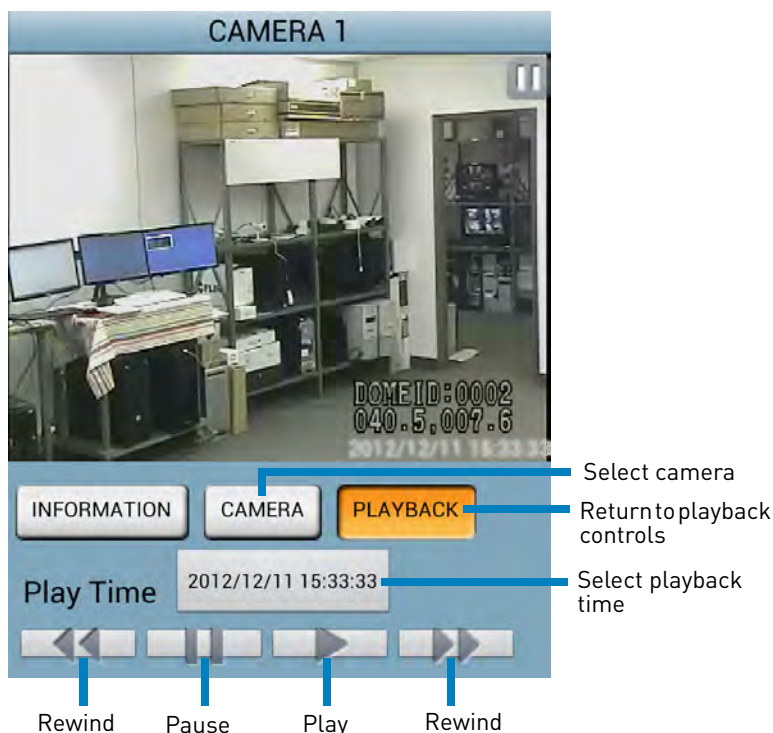 CAMERA 1
DOMEID:0002
040.5,007.6
2012/12/11 15:33:33
Select camera
INFORMATION
CAMERA
PLAYBACK
Return to playback
controls
Play Time
2012/12/11 15:33:33
Select playback
time
Rewind
Pause
Play
Rewind